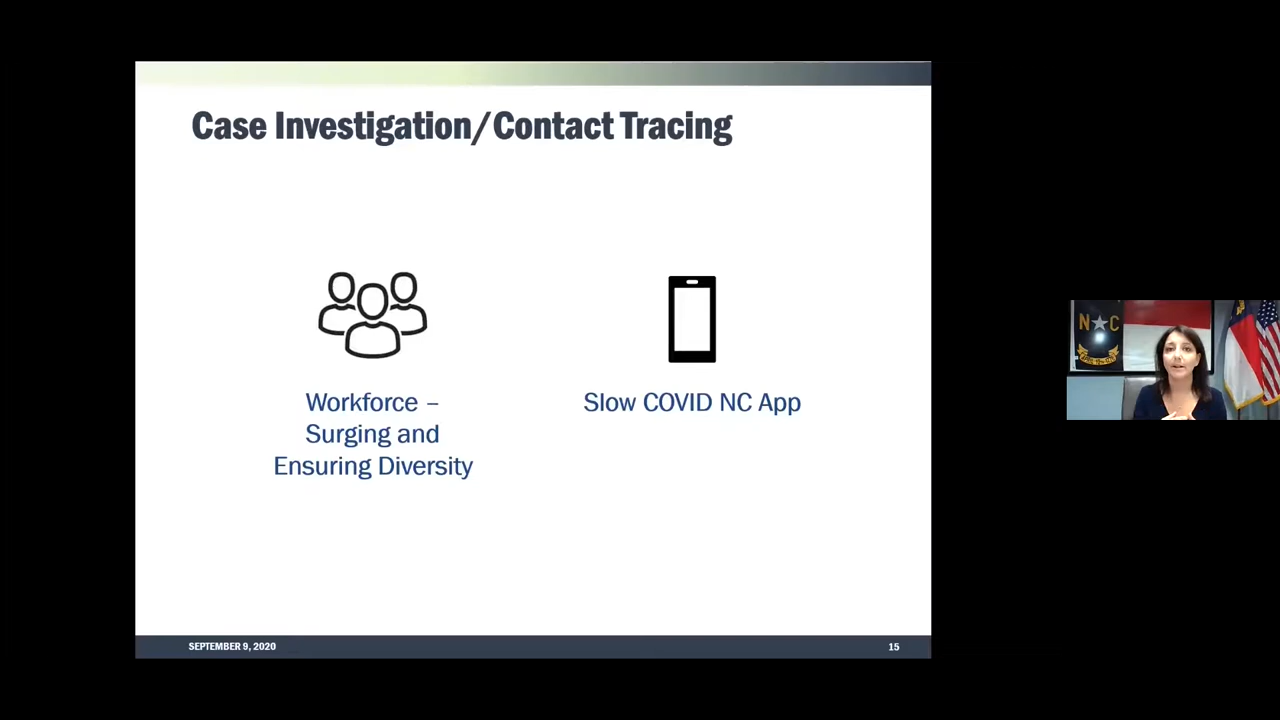 Case Investigation/Contact Tracing
Workforce –
Surging and
Ensuring Diversity
Slow COVID NC App
SEPTEMBER 9, 2020
15
N C